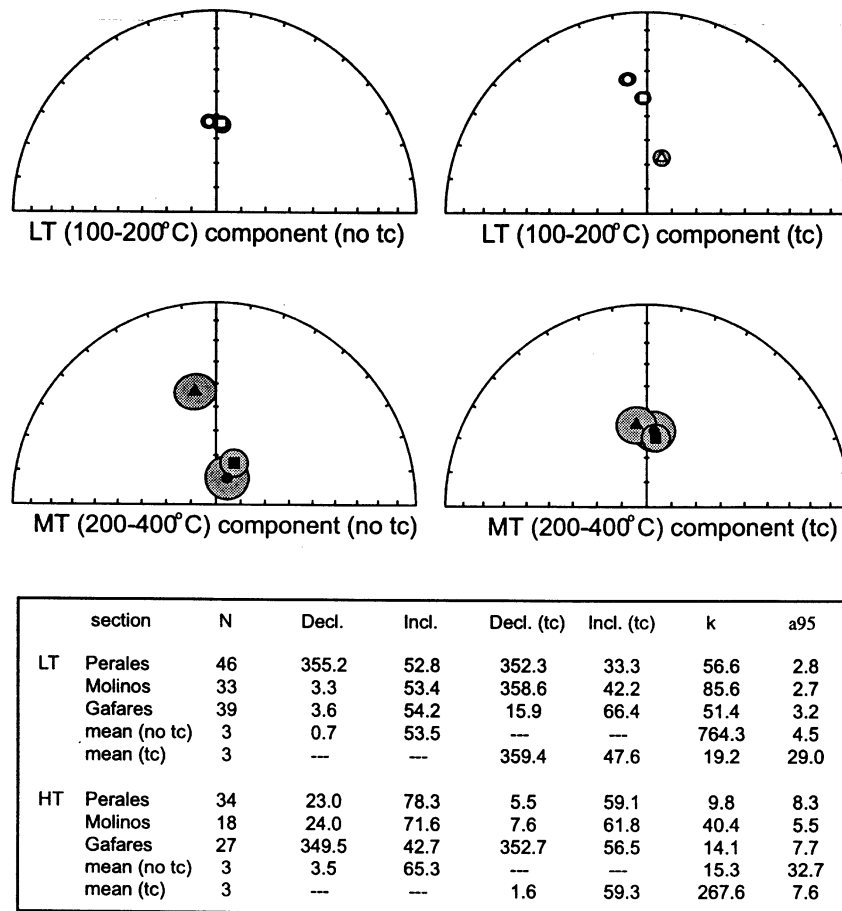 LT (100-200°C) component (no tc)
LT (100-200°C) component (tc)
MT (200-400°C) component (no tc)
MT (200-400°C) component (tc)
section N Decl. Incl. Decl. (tc) Incl. (tc) k a95
LT Perales 46 355.2 52.8 352.3 33.3 56.6 2.8
Molinos 33 3.3 53.4 358.6 42.2 85.6 2.7
Gafares 39 3.6 54.2 15.9 66.4 51.4 3.2
mean (no tc) 3 0.7 53.5 --- --- 764.3 4.5
mean (tc) 3 --- --- 359.4 47.6 19.2 29.0
HT Perales 34 23.0 78.3 5.5 59.1 9.8 8.3
Molinos 18 24.0 71.6 7.6 61.8 40.4 5.5
Gafares 27 349.5 42.7 352.7 56.5 14.1 7.7
mean (no tc) 3 3.5 65.3 --- --- 15.3 32.7
mean (tc) 3 --- --- 1.6 59.3 267.6 7.6